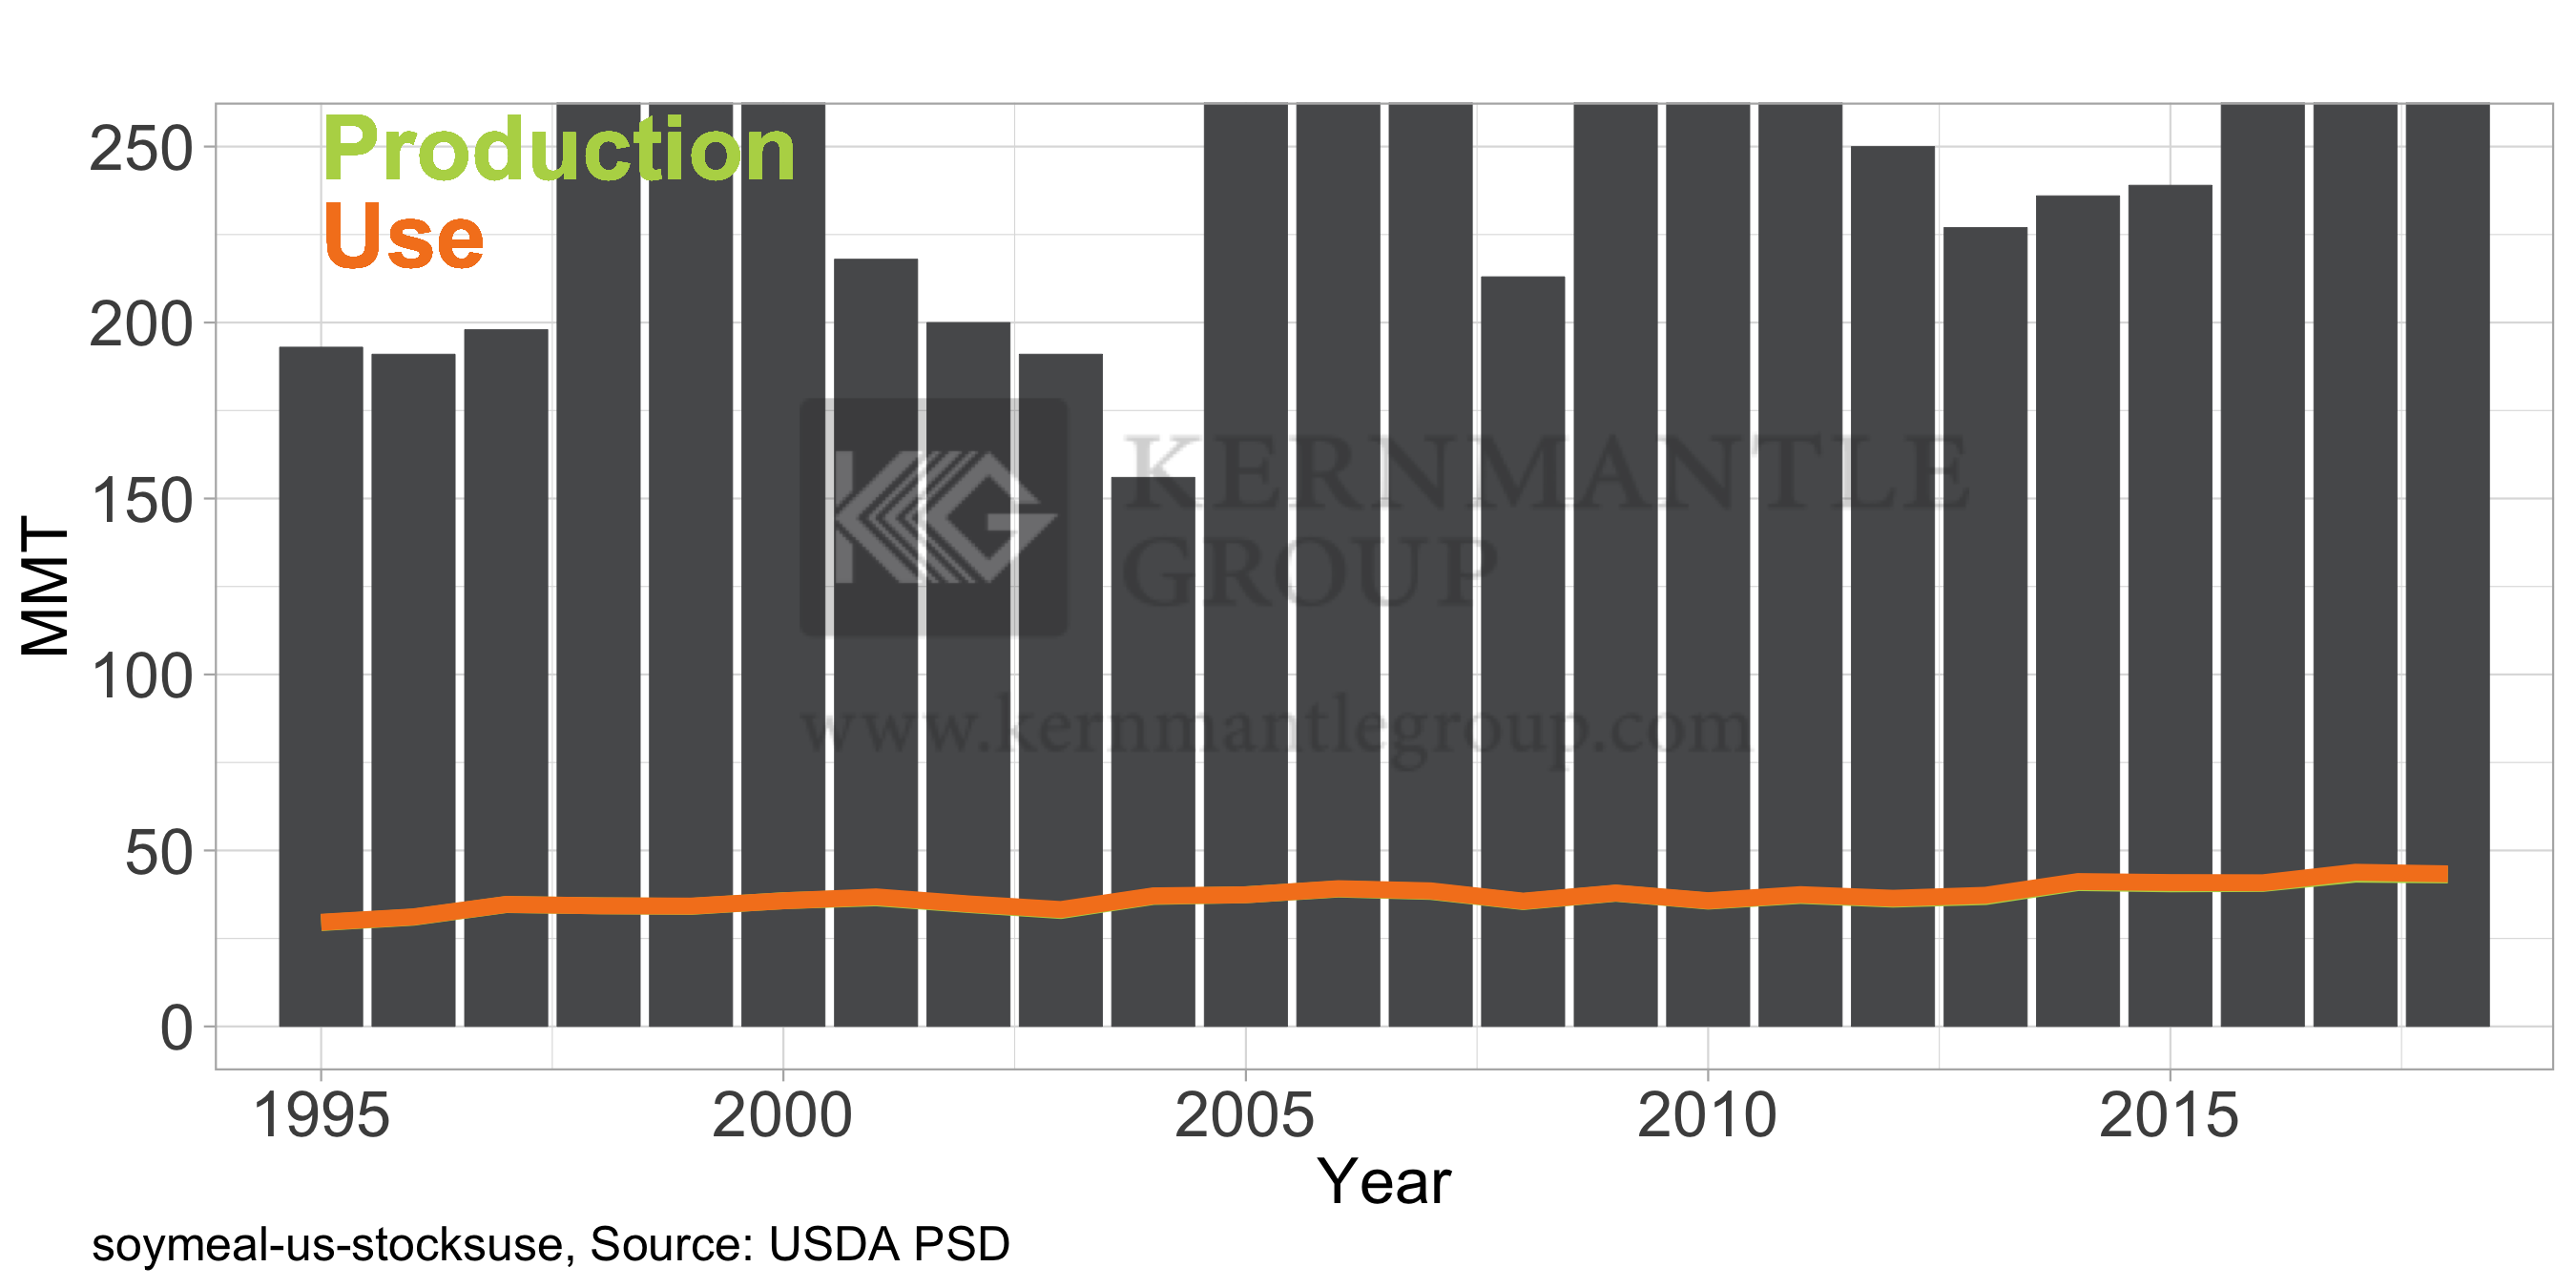 Production
Use
250
200
150
100
50
0
MMT
KG KERNMANTLE
GROUP
www.kernmantlegroup.com
1995 2000 2005 2010 2015
Year
soymeal-us-stocksuse, Source: USDA PSD